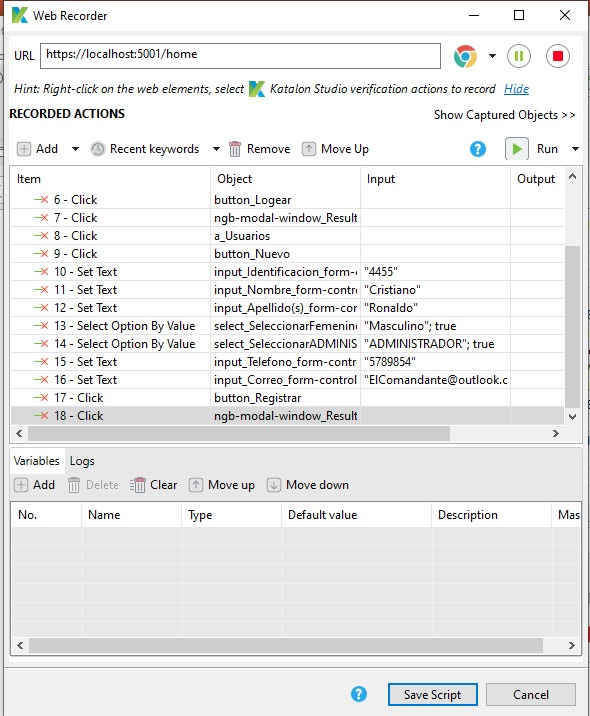 Web Recorder
URL https://localhost:5001/home
Hint: Right-click on the web elements, select Katalon Studio verification actions to record Hide
RECORDED ACTIONS Show Captured Objects >>
Add Recent keywords Remove Move Up ? Run
Item Object Input Output
6 - Click button_Logear
7 - Click ngb-modal-window_Result
8 - Click a_Usuarios
9 - Click button_Nuevo
10 - Set Text input_Identificacion_form-c "4455"
11 - Set Text input_Nombre_form-contr "Cristiano"
12 - Set Text input_Apellido(s)_form-cor "Ronaldo"
13 - Select Option By Value select_SeleccionarFemenin "Masculino"; true
14 - Select Option By Value select_SeleccionarADMINIS "ADMINISTRADOR"; true
15 - Set Text input_Telefono_form-contr "5789854"
16 - Set Text input_Correo_form-control "ElComandante@outlook.c
17 - Click button_Registrar
18 - Click ngb-modal-window_Result
Variables Logs
Add Delete Clear Move up Move down
No. Name Type Default value Description Mas
? Save Script Cancel